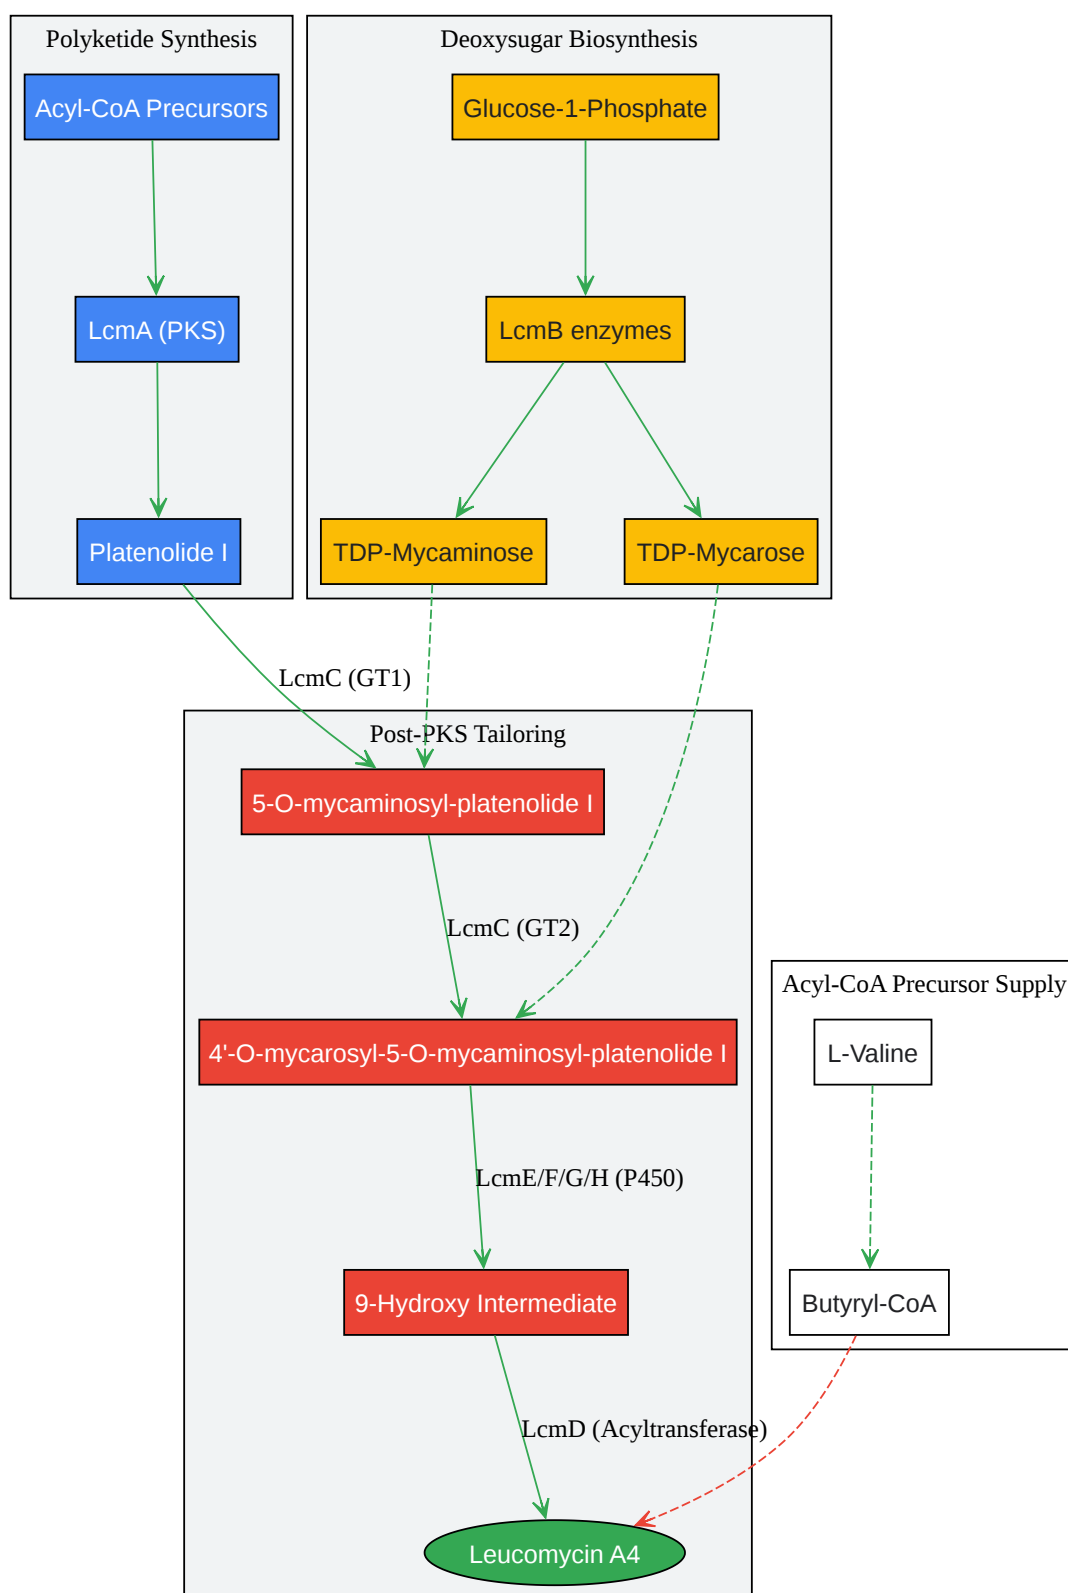 Polyketide Synthesis
Deoxysugar Biosynthesis
Acyl-CoA Precursors
Glucose-1-Phosphate
LcmA (PKS)
LcmB enzymes
Platenolide I
TDP-Mycaminose
TDP-Mycarose
LcmC (GT1)
Post-PKS Tailoring
5-O-mycaminosyl-platenolide I
LcmC (GT2)
Acyl-CoA Precursor Supply
4'-O-mycarosyl-5-O-mycaminosyl-platenolide I
L-Valine
LcmE/F/G/H (P450)
9-Hydroxy Intermediate
Butyryl-CoA
LcmD (Acyltransferase)
Leucomycin A4